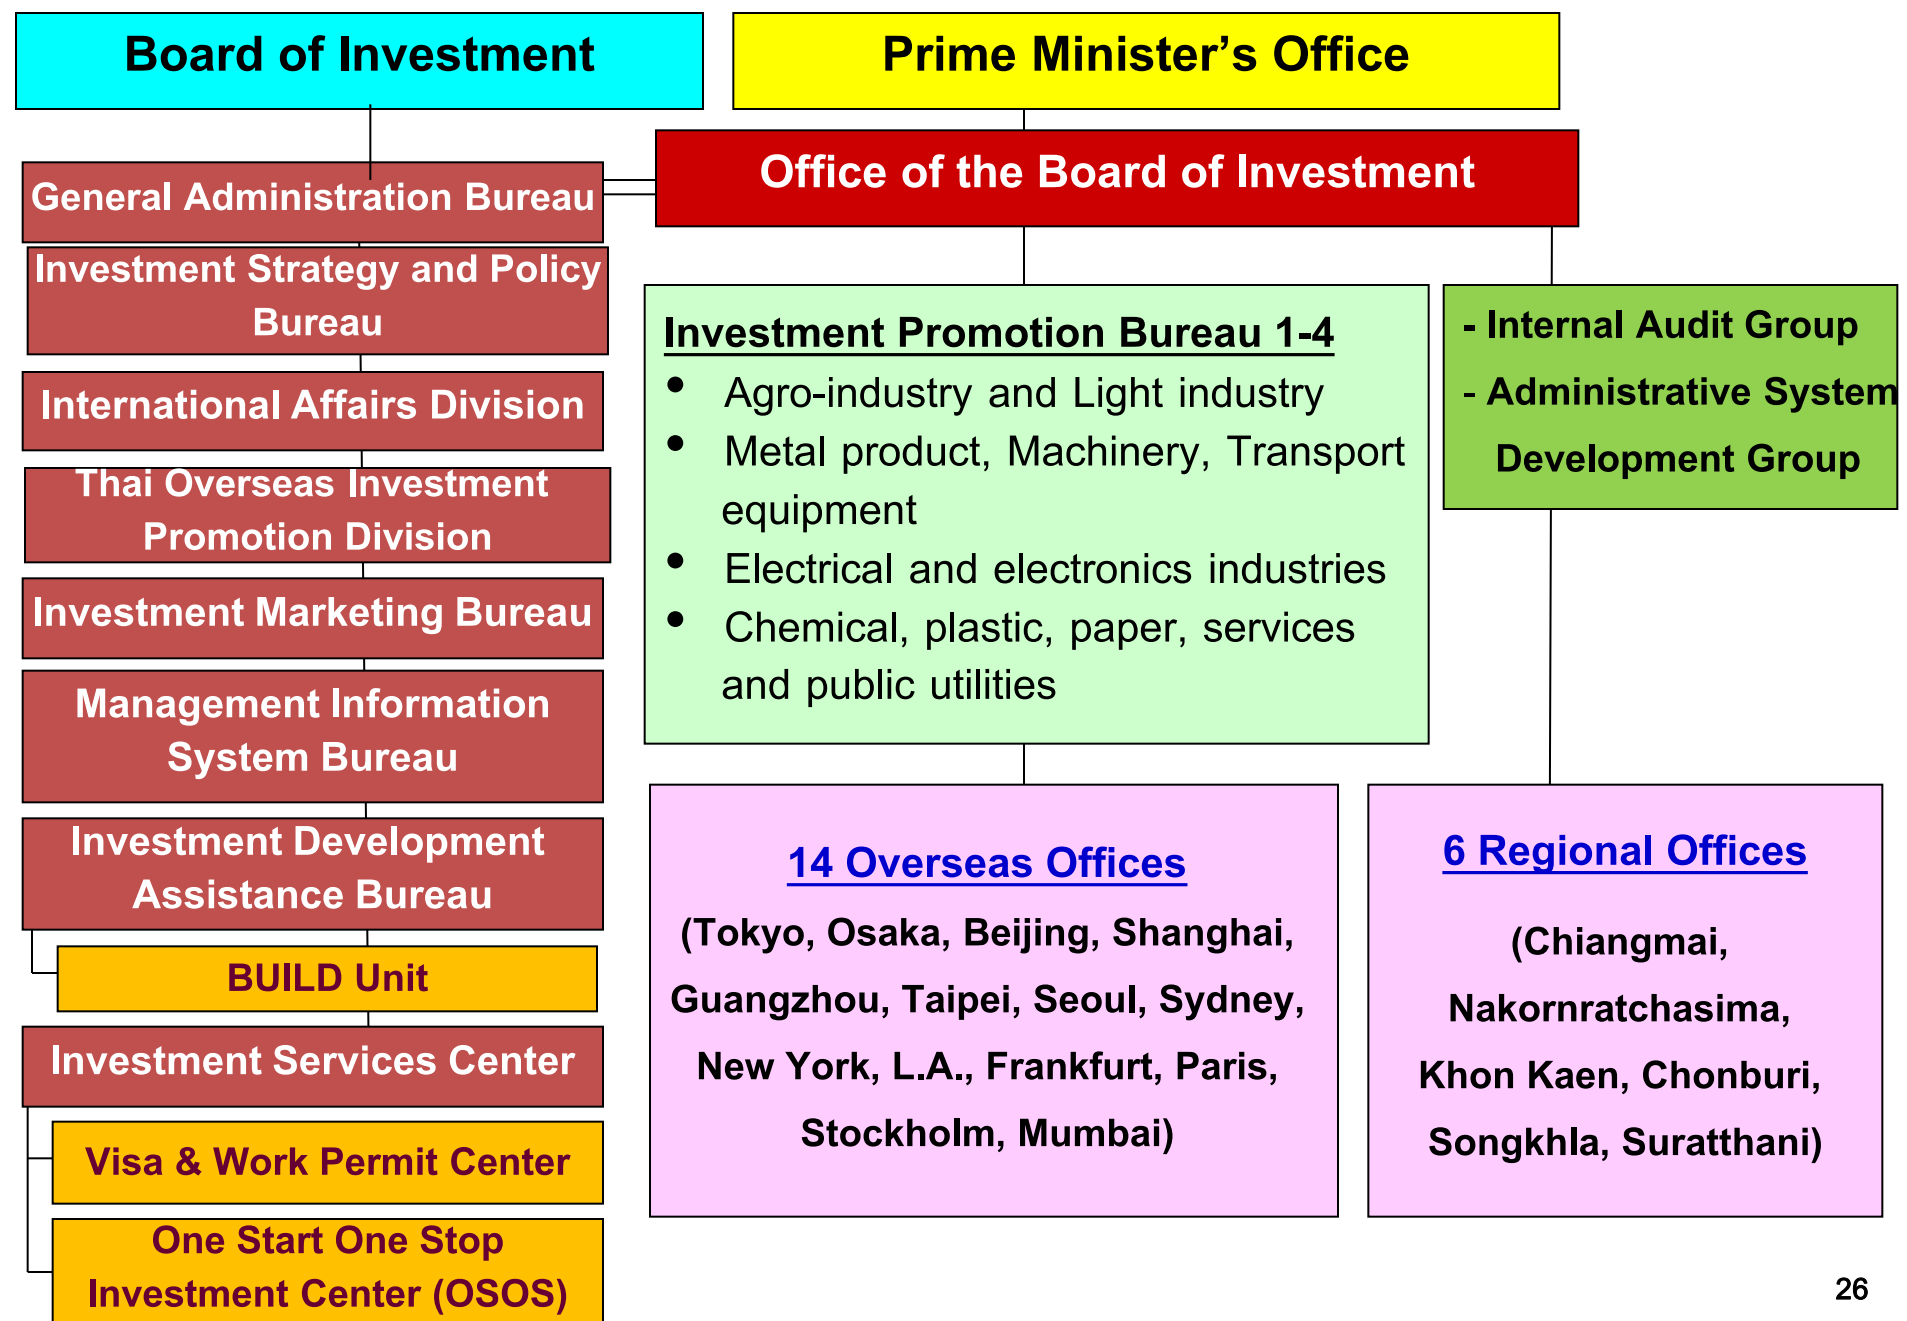 Board of Investment
Prime Minister’s Office
Office of the Board of Investment
General Administration Bureau
Investment Strategy and Policy
Bureau
International Affairs Division
Thai Overseas Investment
Promotion Division
Investment Marketing Bureau
Management Information
System Bureau
Investment Development
Assistance Bureau
BUILD Unit
Investment Services Center
Visa & Work Permit Center
One Start One Stop
Investment Center (OSOS)
Investment Promotion Bureau 1-4
• Agro-industry and Light industry
• Metal product, Machinery, Transport
equipment
• Electrical and electronics industries
• Chemical, plastic, paper, services
and public utilities
- Internal Audit Group
- Administrative System
Development Group
14 Overseas Offices
(Tokyo, Osaka, Beijing, Shanghai,
Guangzhou, Taipei, Seoul, Sydney,
New York, L.A., Frankfurt, Paris,
Stockholm, Mumbai)
6 Regional Offices
(Chiangmai,
Nakornratchasima,
Khon Kaen, Chonburi,
Songkhla, Suratthani)
26